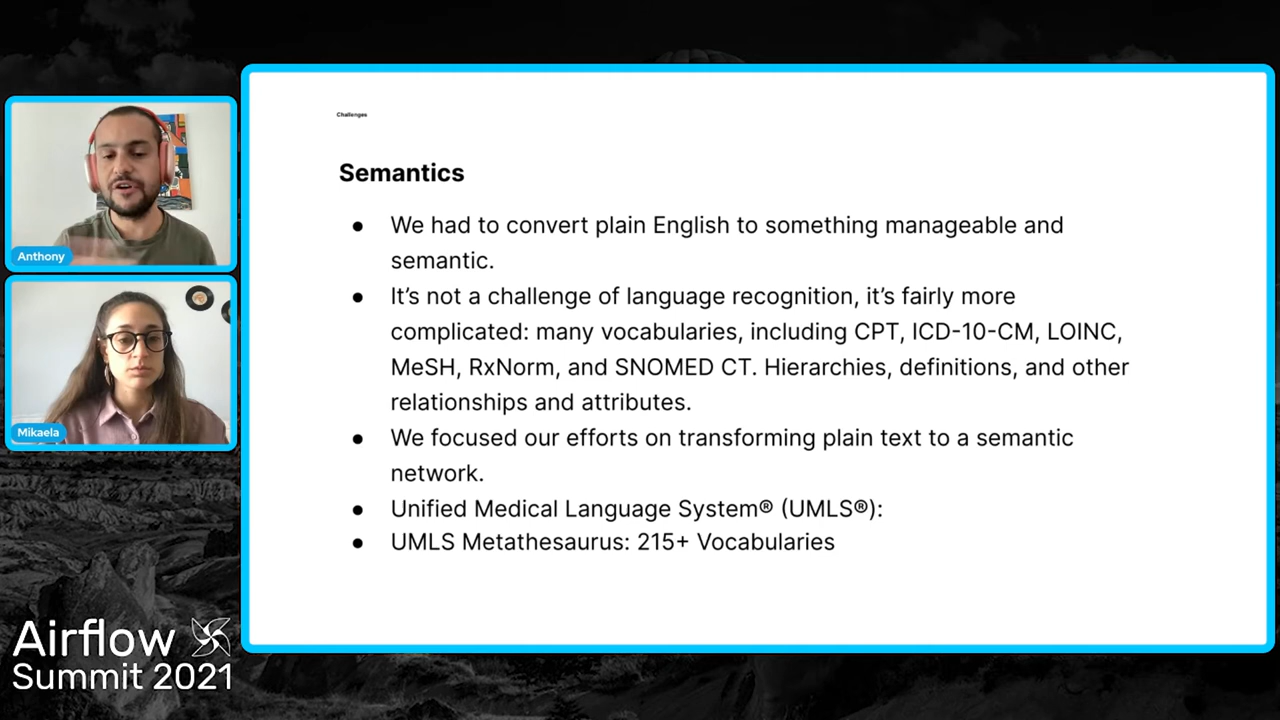 Challenges
Semantics
● We had to convert plain English to something manageable and
semantic.
● It’s not a challenge of language recognition, it’s fairly more
complicated: many vocabularies, including CPT, ICD-10-CM, LOINC,
MeSH, RxNorm, and SNOMED CT. Hierarchies, definitions, and other
relationships and attributes.
● We focused our efforts on transforming plain text to a semantic
network.
● Unified Medical Language System® (UMLS®):
● UMLS Metathesaurus: 215+ Vocabularies
Anthony
Mikaela
Airflow
Summit 2021